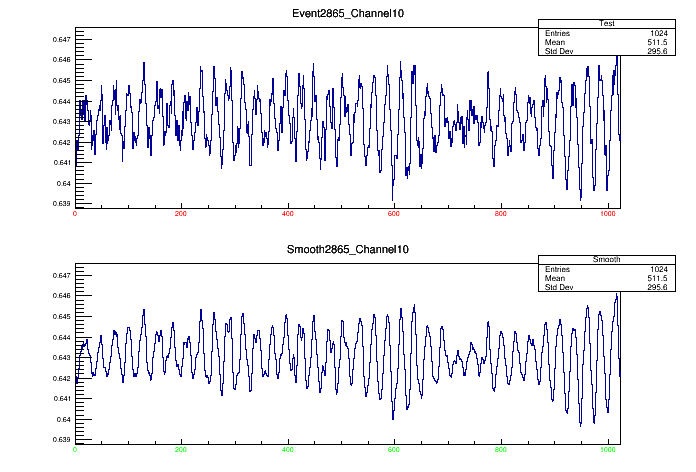 Event2865_Channel10
Test
Entries 1024
Mean 511.5
Std Dev 295.6
0.647
0.646
0.645
0.644
0.643
0.642
0.641
0.64
0.639
0 200 400 600 800 1000
Smooth2865_Channel10
Smooth
Entries 1024
Mean 511.5
Std Dev 295.6
0.647
0.646
0.645
0.644
0.643
0.642
0.641
0.64
0.639
0 200 400 600 800 1000